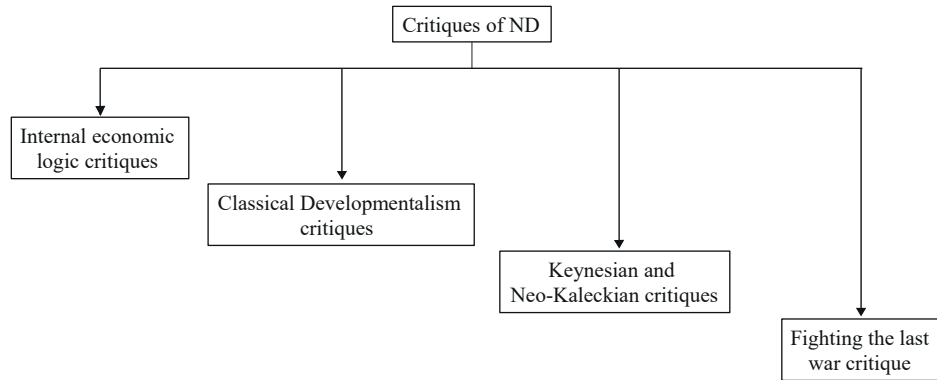 Critiques of ND
Internal economic
logic critiques
Classical Developmentalism
critiques
Keynesian and
Neo-Kaleckian critiques
Fighting the last
war critique